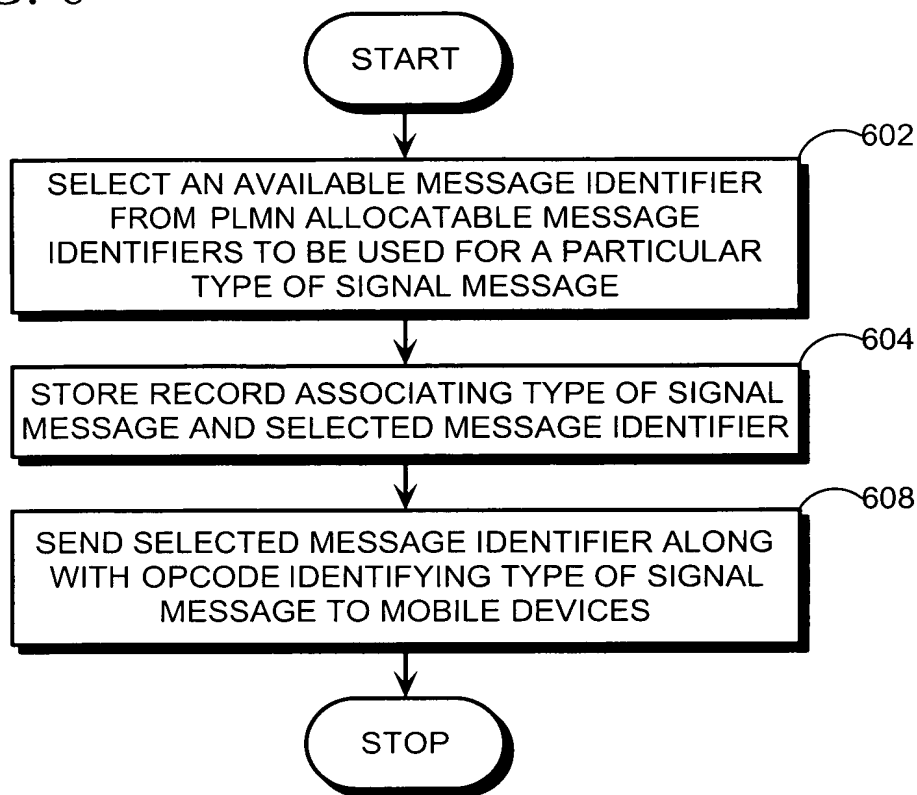 START
602
SELECT AN AVAILABLE MESSAGE IDENTIFIER
FROM PLMN ALLOCATABLE MESSAGE
IDENTIFIERS TO BE USED FOR A PARTICULAR
TYPE OF SIGNAL MESSAGE
604
STORE RECORD ASSOCIATING TYPE OF SIGNAL
MESSAGE AND SELECTED MESSAGE IDENTIFIER
608
SEND SELECTED MESSAGE IDENTIFIER ALONG
WITH OPCODE IDENTIFYING TYPE OF SIGNAL
MESSAGE TO MOBILE DEVICES
STOP